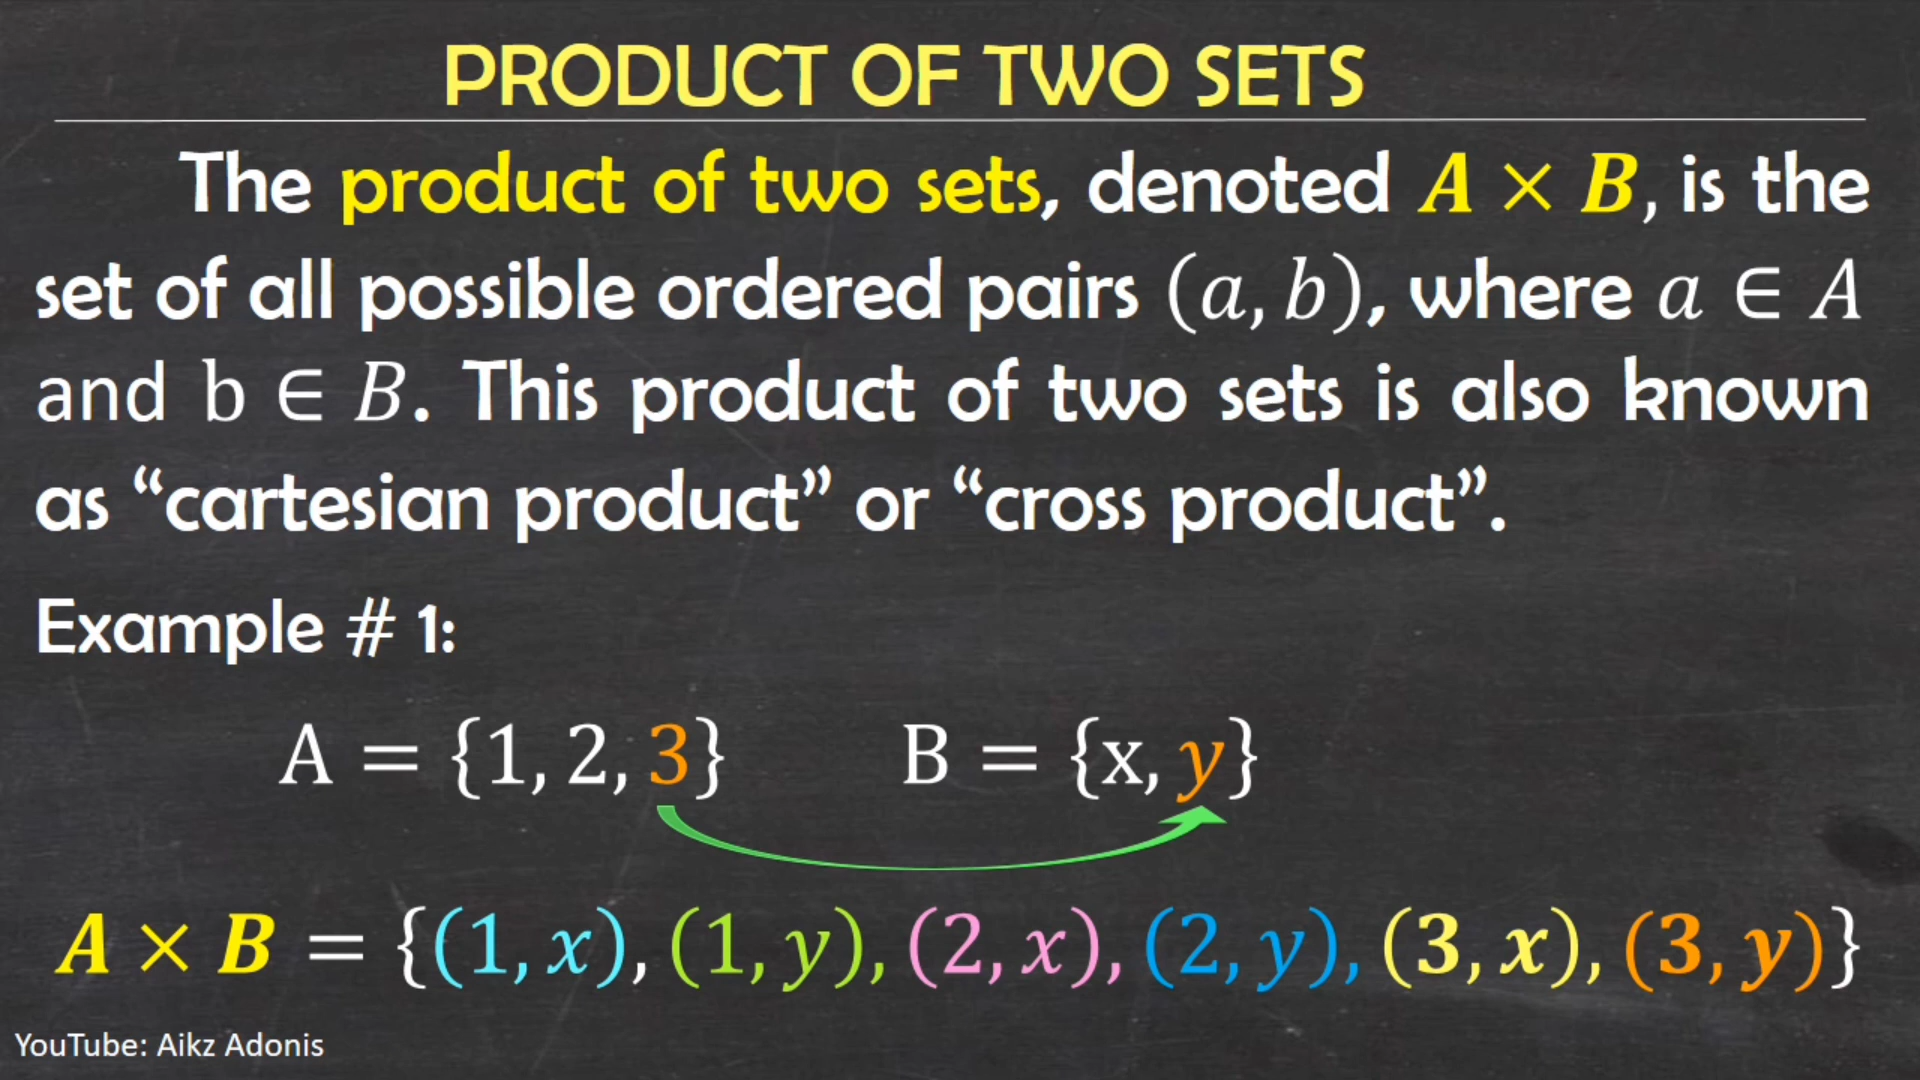 PRODUCT OF TWO SETS
The product of two sets, denoted A × B, is the
set of all possible ordered pairs (a, b), where a ∈ A
and b ∈ B. This product of two sets is also known
as “cartesian product” or “cross product”.
Example # 1:
A = {1, 2, 3} B = {x, y}
A × B = {(1, x), (1, y), (2, x), (2, y), (3, x), (3, y)}
YouTube: Aikz Adonis